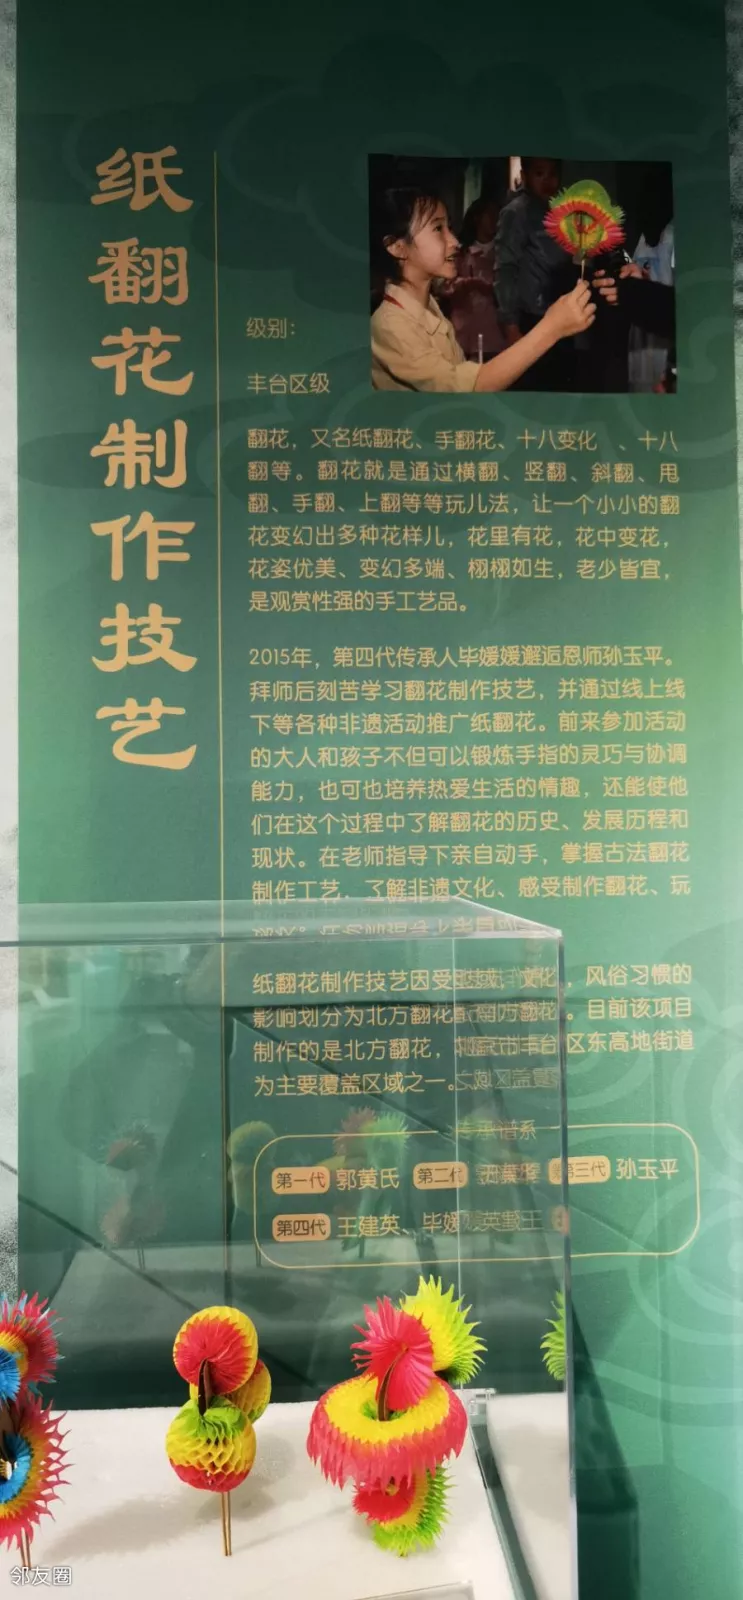 纸翻花制作技艺
级别：
丰台区级
翻花，又名纸翻花、手翻花、十八变化 、十八
翻等。翻花就是通过横翻、竖翻、斜翻、甩
翻、手翻、上翻等等玩儿法，让一个小小的翻
花变幻出多种花样儿，花里有花，花中变花，
花姿优美、变幻多端、栩栩如生，老少皆宜，
是观赏性强的手工艺品。
2015年，第四代传承人毕媛媛邂逅恩师孙玉平。
拜师后刻苦学习翻花制作技艺，并通过线上线
下等各种非遗活动推广纸翻花。前来参加活动
的大人和孩子不但可以锻炼手指的灵巧与协调
能力，也可也培养热爱生活的情趣，还能使他
们在这个过程中了解翻花的历史、发展历程和
现状。在老师指导下亲自动手，掌握古法翻花
制作工艺，了解非遗文化、感受制作翻花、玩
纸翻花制作技艺因受 文化，风俗习惯的
影响划分为北方翻花 方翻花。目前该项目
制作的是北方翻花， 丰台区东高地街道
为主要覆盖区域之一。
传承谱系
第一代 郭黄氏 第二代 第三代 孙玉平
第四代 王建英、毕媛
邻友圈